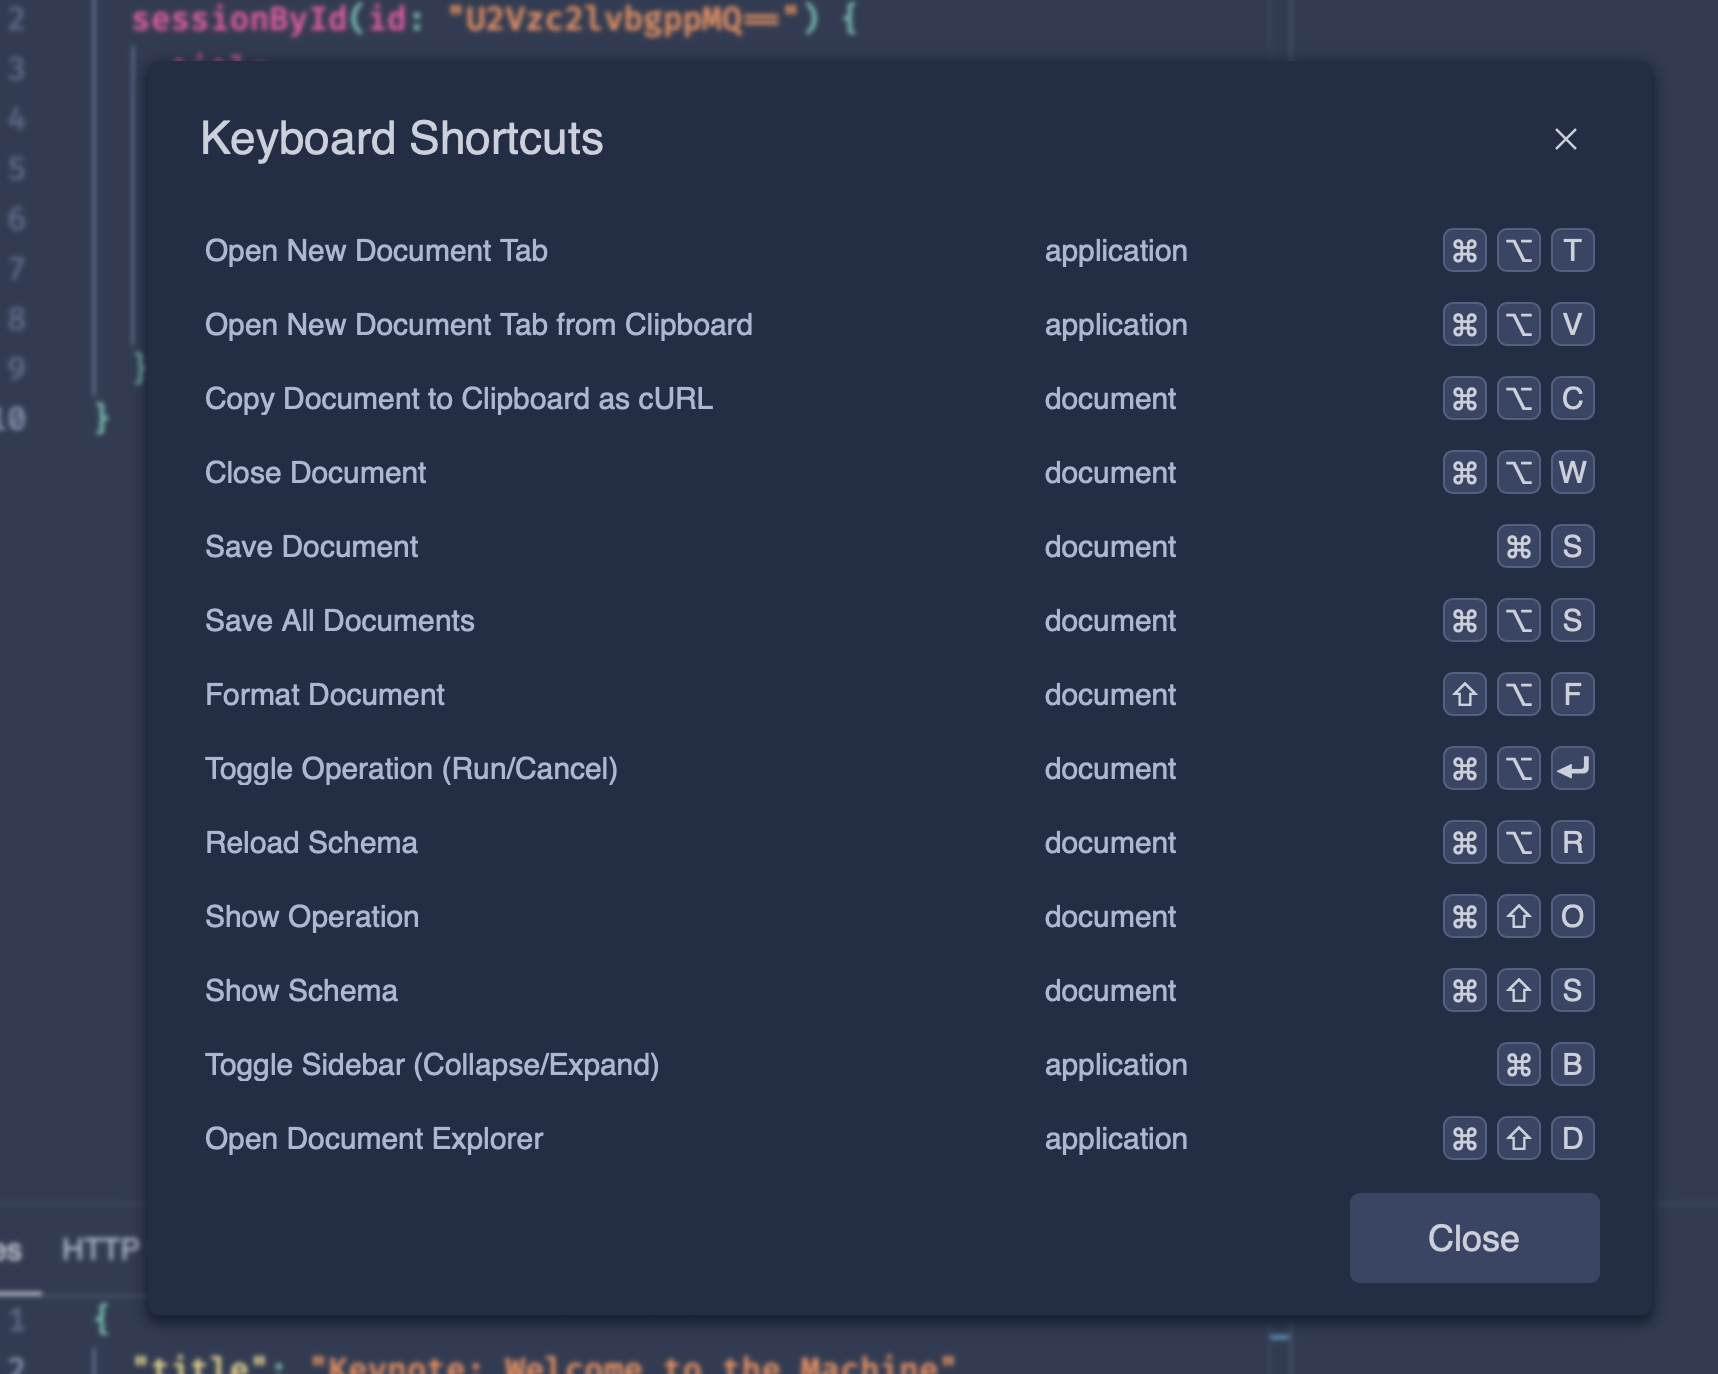 2 sessionById(id: "U2Vzc2lvbgppMQ==") {
3
4
5
6
7
8
9 }
10 }
Keyboard Shortcuts
Open New Document Tab application ⌘ ⌥ T
Open New Document Tab from Clipboard application ⌘ ⌥ V
Copy Document to Clipboard as cURL document ⌘ ⌥ C
Close Document document ⌘ ⌥ W
Save Document document ⌘ S
Save All Documents document ⌘ ⌥ S
Format Document document ⇧ ⌥ F
Toggle Operation (Run/Cancel) document ⌘ ⌥ ↵
Reload Schema document ⌘ ⌥ R
Show Operation document ⌘ ⇧ O
Show Schema document ⌘ ⇧ S
Toggle Sidebar (Collapse/Expand) application ⌘ B
Open Document Explorer application ⌘ ⇧ D
Close
es HTTP
1 {
2 "title": "Keynote: Welcome to the Machine"